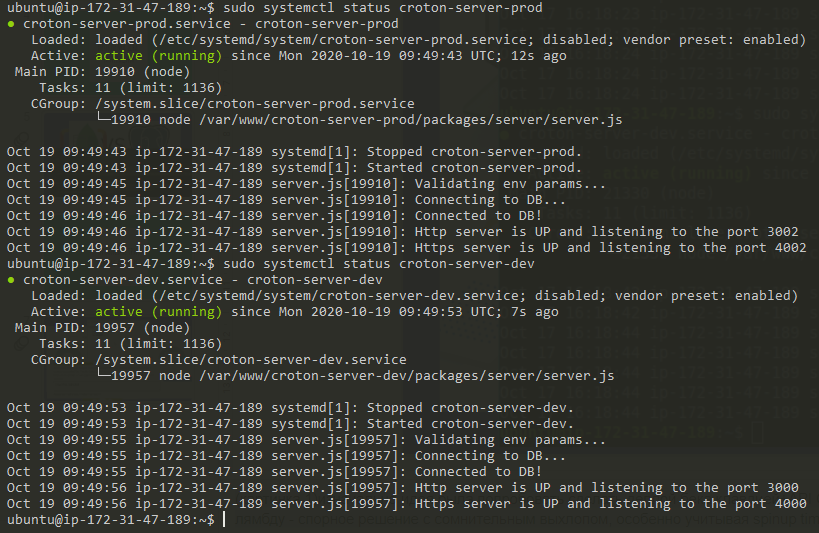 ubuntu@ip-172-31-47-189:~$ sudo systemctl status croton-server-prod
● croton-server-prod.service - croton-server-prod
   Loaded: loaded (/etc/systemd/system/croton-server-prod.service; disabled; vendor preset: enabled)
   Active: active (running) since Mon 2020-10-19 09:49:43 UTC; 12s ago
 Main PID: 19910 (node)
    Tasks: 11 (limit: 1136)
   CGroup: /system.slice/croton-server-prod.service
           └─19910 node /var/www/croton-server-prod/packages/server/server.js

Oct 19 09:49:43 ip-172-31-47-189 systemd[1]: Stopped croton-server-prod.
Oct 19 09:49:43 ip-172-31-47-189 systemd[1]: Started croton-server-prod.
Oct 19 09:49:45 ip-172-31-47-189 server.js[19910]: Validating env params...
Oct 19 09:49:45 ip-172-31-47-189 server.js[19910]: Connecting to DB...
Oct 19 09:49:46 ip-172-31-47-189 server.js[19910]: Connected to DB!
Oct 19 09:49:46 ip-172-31-47-189 server.js[19910]: Http server is UP and listening to the port 3002
Oct 19 09:49:46 ip-172-31-47-189 server.js[19910]: Https server is UP and listening to the port 4002
ubuntu@ip-172-31-47-189:~$ sudo systemctl status croton-server-dev
● croton-server-dev.service - croton-server-dev
   Loaded: loaded (/etc/systemd/system/croton-server-dev.service; disabled; vendor preset: enabled)
   Active: active (running) since Mon 2020-10-19 09:49:53 UTC; 7s ago
 Main PID: 19957 (node)
    Tasks: 11 (limit: 1136)
   CGroup: /system.slice/croton-server-dev.service
           └─19957 node /var/www/croton-server-dev/packages/server/server.js

Oct 19 09:49:53 ip-172-31-47-189 systemd[1]: Stopped croton-server-dev.
Oct 19 09:49:53 ip-172-31-47-189 systemd[1]: Started croton-server-dev.
Oct 19 09:49:55 ip-172-31-47-189 server.js[19957]: Validating env params...
Oct 19 09:49:55 ip-172-31-47-189 server.js[19957]: Connecting to DB...
Oct 19 09:49:55 ip-172-31-47-189 server.js[19957]: Connected to DB!
Oct 19 09:49:56 ip-172-31-47-189 server.js[19957]: Http server is UP and listening to the port 3000
Oct 19 09:49:56 ip-172-31-47-189 server.js[19957]: Https server is UP and listening to the port 4000
ubuntu@ip-172-31-47-189:~$